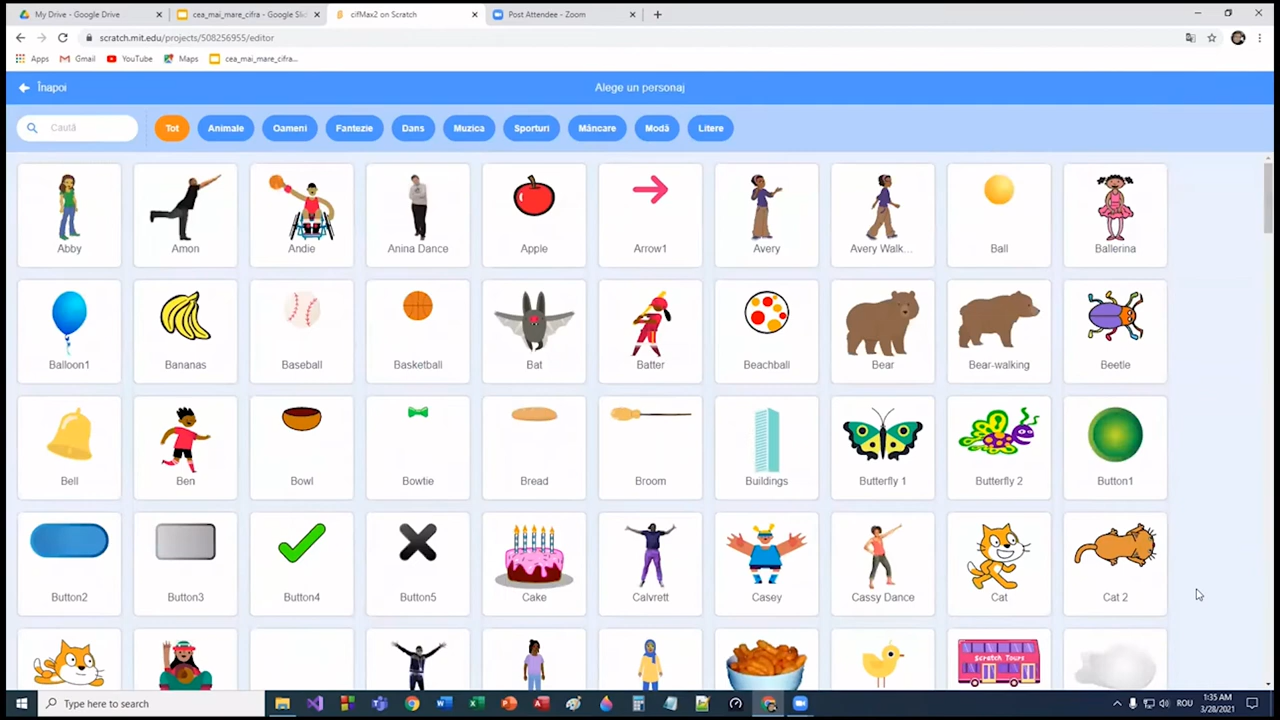 My Drive - Google Drive
cea_mai_mare_cifra - Google Slid
cifMax2 on Scratch
Post Attendee - Zoom
scratch.mit.edu/projects/508256955/editor
Apps Gmail YouTube Maps cea_mai_mare_cifra...
Înapoi
Alege un personaj
Caută
Tot Animale Oameni Fantezie Dans Muzica Sporturi Mâncare Modă Litere
Abby Amon Andie Anina Dance Apple Arrow1 Avery Avery Walk... Ball Ballerina
Balloon1 Bananas Baseball Basketball Bat Batter Beachball Bear Bear-walking Beetle
Bell Ben Bowl Bowtie Bread Broom Buildings Butterfly 1 Butterfly 2 Button1
Button2 Button3 Button4 Button5 Cake Calvrett Casey Cassy Dance Cat Cat 2
Scratch Tours
Type here to search
ROU
1:35 AM
3/28/2021